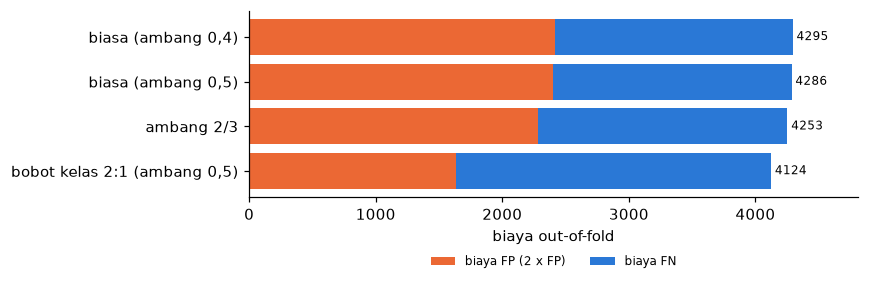 biasa (ambang 0,4)
4295
biasa (ambang 0,5)
4286
ambang 2/3
4253
bobot kelas 2:1 (ambang 0,5)
4124
0 1000 2000 3000 4000
biaya out-of-fold
biaya FP (2 x FP) biaya FN